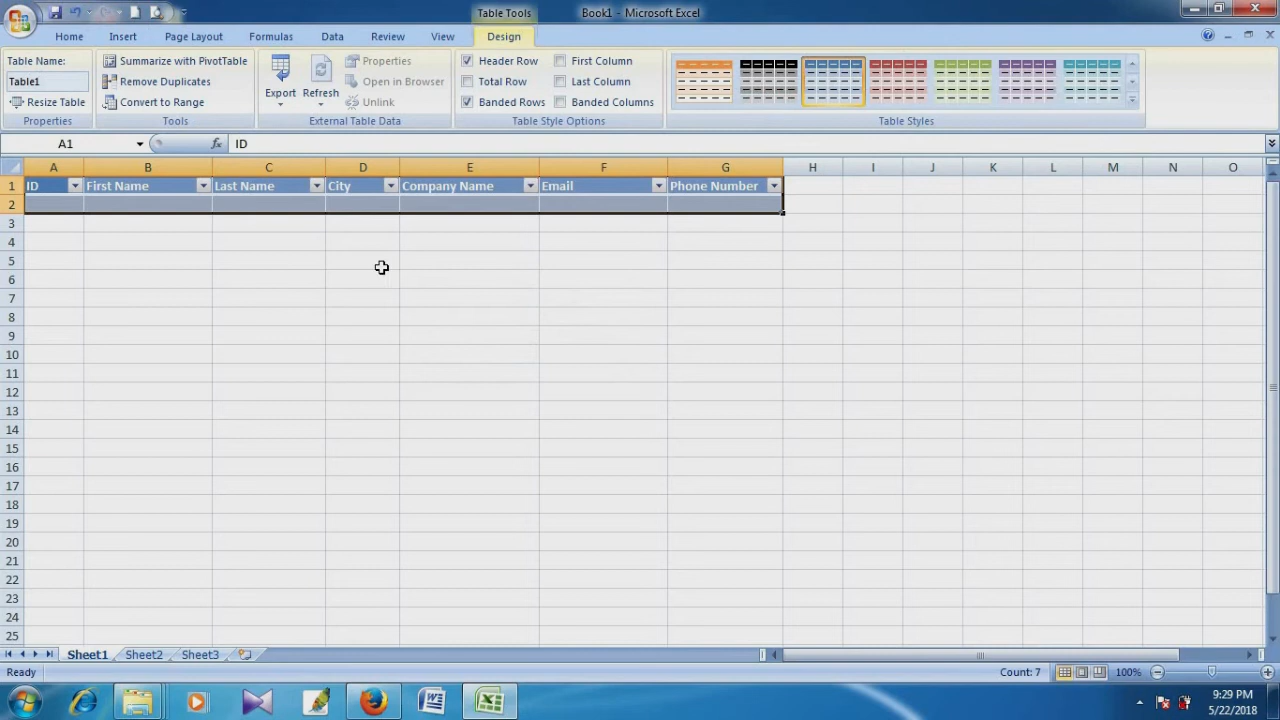 Table Tools
Book1 - Microsoft Excel
Home
Insert
Page Layout
Formulas
Data
Review
View
Design
Table Name:
Table1
Resize Table
Properties
Summarize with PivotTable
Remove Duplicates
Convert to Range
Tools
Export
Refresh
Properties
Open in Browser
Unlink
External Table Data
Header Row
Total Row
Banded Rows
First Column
Last Column
Banded Columns
Table Style Options
Table Styles
A1
fx
ID
A B C D E F G H I J K L M N O
1 ID First Name Last Name City Company Name Email Phone Number
2
3
4
5
6
7
8
9
10
11
12
13
14
15
16
17
18
19
20
21
22
23
24
25
Sheet1
Sheet2
Sheet3
Ready
Count: 7
100%
9:29 PM
5/22/2018